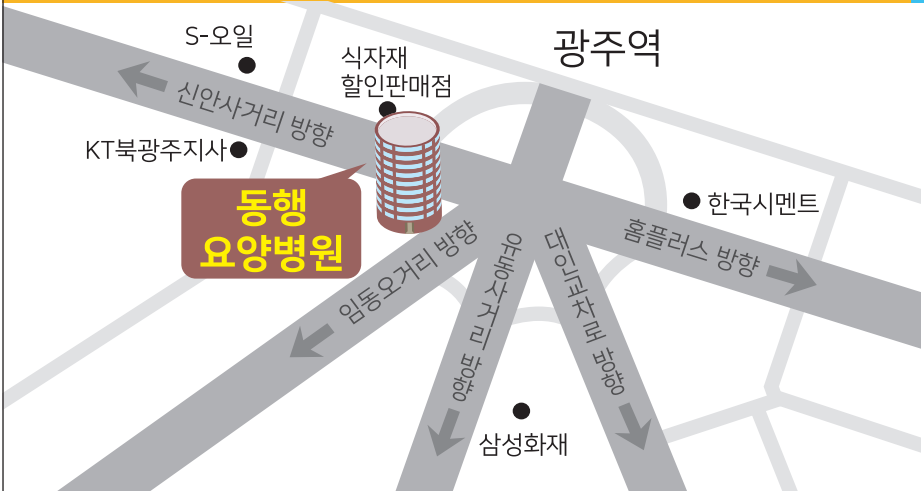 광주역
S-오일
식자재
할인판매점
신안사거리 방향
KT북광주지사
동행
요양병원
한국시멘트
홈플러스 방향
임동오거리 방향
유동사거리 방향
대인교차로 방향
삼성화재